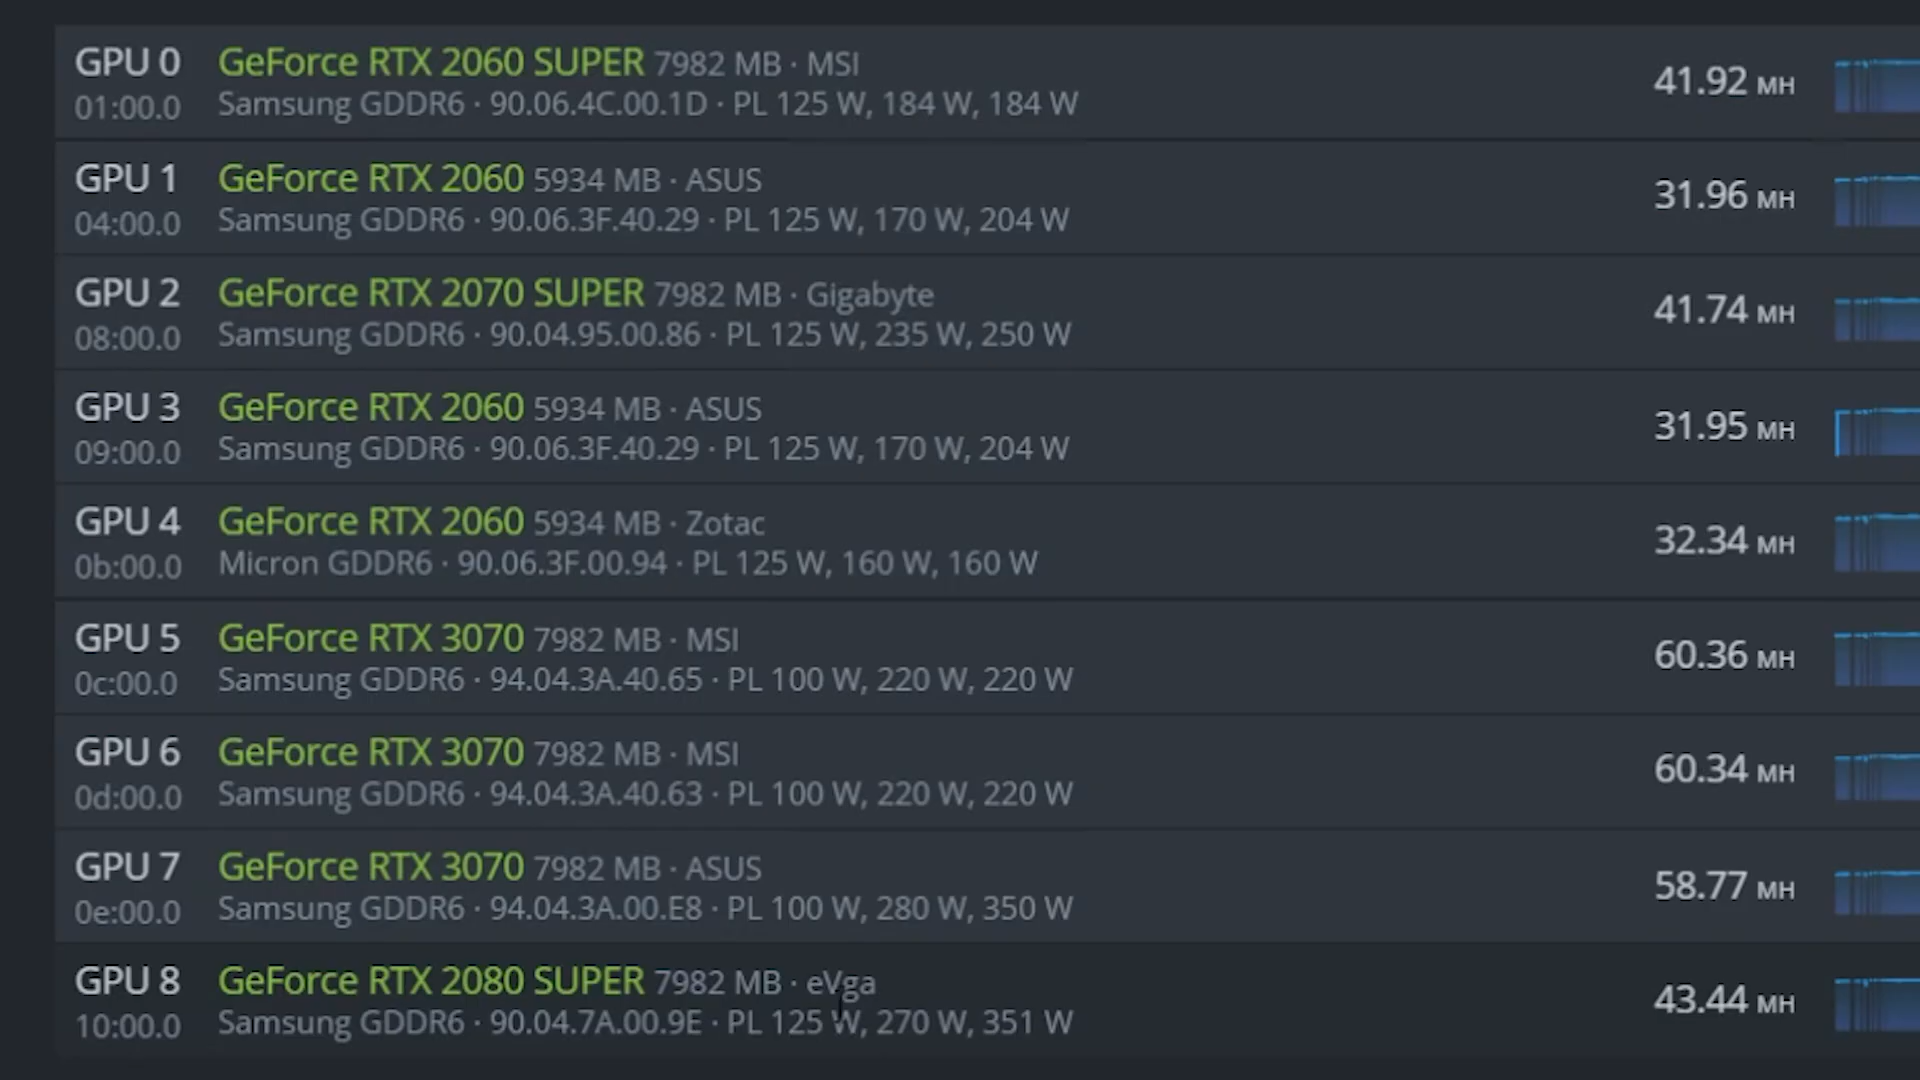 GPU 0 GeForce RTX 2060 SUPER 7982 MB · MSI 41.92 MH
01:00.0 Samsung GDDR6 · 90.06.4C.00.1D · PL 125 W, 184 W, 184 W
GPU 1 GeForce RTX 2060 5934 MB · ASUS 31.96 MH
04:00.0 Samsung GDDR6 · 90.06.3F.40.29 · PL 125 W, 170 W, 204 W
GPU 2 GeForce RTX 2070 SUPER 7982 MB · Gigabyte 41.74 MH
08:00.0 Samsung GDDR6 · 90.04.95.00.86 · PL 125 W, 235 W, 250 W
GPU 3 GeForce RTX 2060 5934 MB · ASUS 31.95 MH
09:00.0 Samsung GDDR6 · 90.06.3F.40.29 · PL 125 W, 170 W, 204 W
GPU 4 GeForce RTX 2060 5934 MB · Zotac 32.34 MH
0b:00.0 Micron GDDR6 · 90.06.3F.00.94 · PL 125 W, 160 W, 160 W
GPU 5 GeForce RTX 3070 7982 MB · MSI 60.36 MH
0c:00.0 Samsung GDDR6 · 94.04.3A.40.65 · PL 100 W, 220 W, 220 W
GPU 6 GeForce RTX 3070 7982 MB · MSI 60.34 MH
0d:00.0 Samsung GDDR6 · 94.04.3A.40.63 · PL 100 W, 220 W, 220 W
GPU 7 GeForce RTX 3070 7982 MB · ASUS 58.77 MH
0e:00.0 Samsung GDDR6 · 94.04.3A.00.E8 · PL 100 W, 280 W, 350 W
GPU 8 GeForce RTX 2080 SUPER 7982 MB · eVga 43.44 MH
10:00.0 Samsung GDDR6 · 90.04.7A.00.9E · PL 125 W, 270 W, 351 W